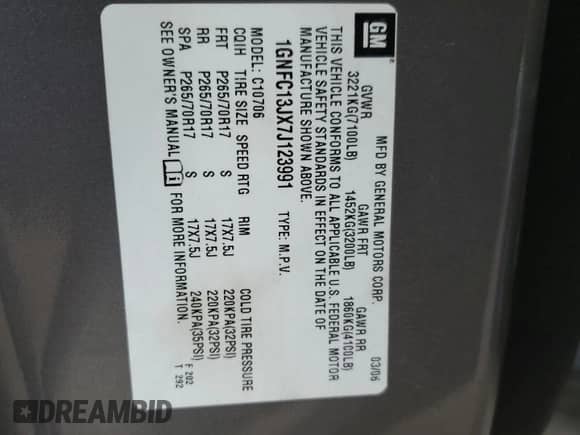 GM
MFD BY GENERAL MOTORS CORP. 03/06
GVWR GAWR FRT GAWR RR
3221KG(7100LB) 1452KG(3200LB) 1860KG(4100LB)
THIS VEHICLE CONFORMS TO ALL APPLICABLE U.S. FEDERAL MOTOR
VEHICLE SAFETY STANDARDS IN EFFECT ON THE DATE OF
MANUFACTURE SHOWN ABOVE.
1GNFC13JX7J123991 TYPE: M.P.V.
MODEL: C10706
CQIH TIRE SIZE SPEED RTG RIM COLD TIRE PRESSURE
FRT P265/70R17 S 17X7.5J 220KPA(32PSI)
RR P265/70R17 S 17X7.5J 220KPA(32PSI)
SPA P265/70R17 S 17X7.5J 240KPA(35PSI)
SEE OWNER'S MANUAL i FOR MORE INFORMATION.
F 202
T 292
DREAMBID